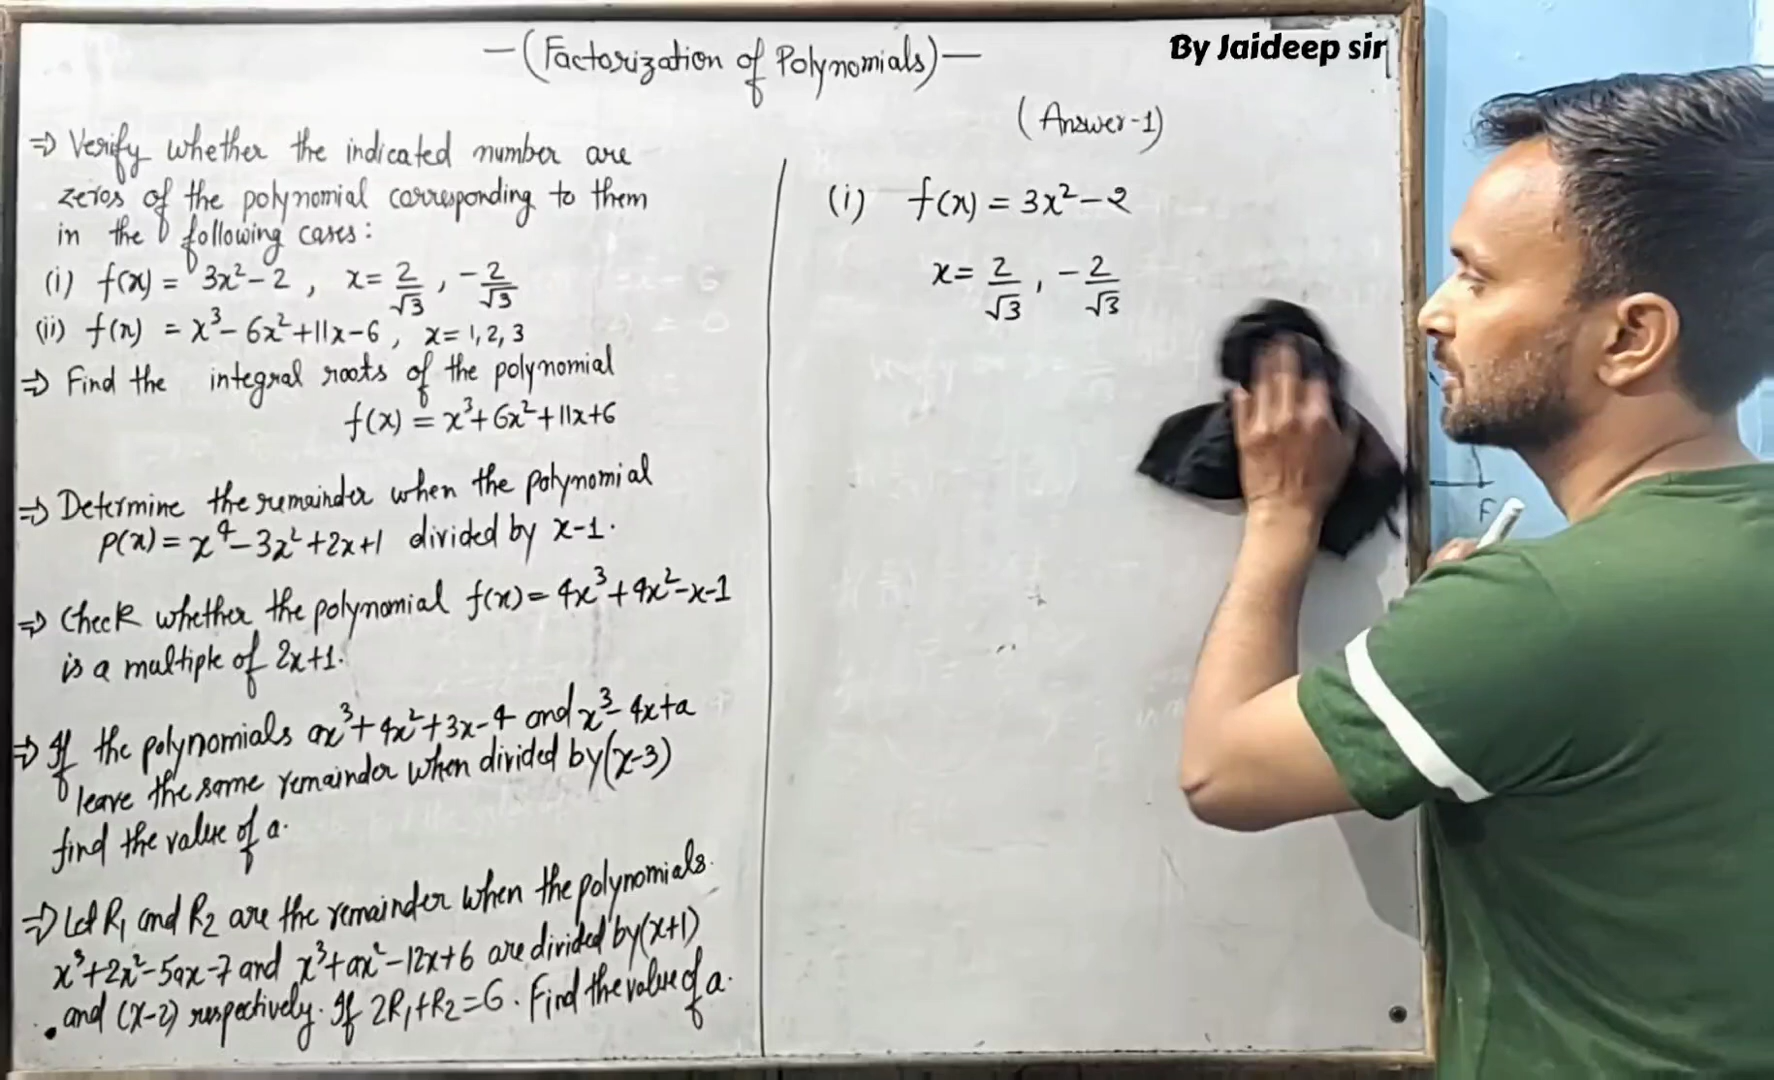 —(Factorization of Polynomials)—
By Jaideep sir
(Answer-1)
⇒ Verify whether the indicated number are
zeros of the polynomial corresponding to them
in the following cases:
(i) f(x) = 3x²-2 , x= 2/√3 , -2/√3
(ii) f(x) = x³-6x²+11x-6 , x=1,2,3
⇒ Find the integral roots of the polynomial
f(x) = x³+6x²+11x+6
⇒ Determine the remainder when the polynomial
P(x) = x⁴-3x²+2x+1 divided by x-1.
⇒ Check whether the polynomial f(x)=4x³+4x²-x-1
is a multiple of 2x+1.
⇒ If the polynomials ax³+4x²+3x-4 and x³-4x+a
leave the same remainder when divided by (x-3)
find the value of a.
⇒ Let R₁ and R₂ are the remainder when the polynomials.
x³+2x²-5ax-7 and x³+ax²-12x+6 are divided by (x+1)
and (x-2) respectively. If 2R₁+R₂=6. Find the value of a.
(i) f(x) = 3x²-2
x= 2/√3 , -2/√3
F